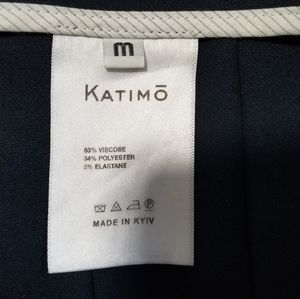 m
KATIMŌ
63% VISCOSE
34% POLYESTER
3% ELASTANE
MADE IN KYIV